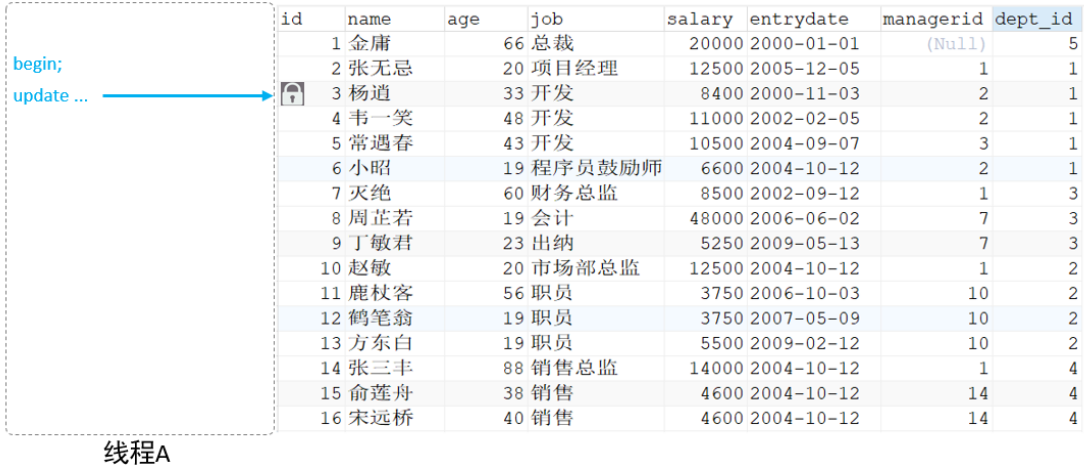 id name age job salary entrydate managerid dept_id
1 金庸 66 总裁 20000 2000-01-01 (Null) 5
begin;
2 张无忌 20 项目经理 12500 2005-12-05 1 1
update ...
3 杨逍 33 开发 8400 2000-11-03 2 1
4 韦一笑 48 开发 11000 2002-02-05 2 1
5 常遇春 43 开发 10500 2004-09-07 3 1
6 小昭 19 程序员鼓励师 6600 2004-10-12 2 1
7 灭绝 60 财务总监 8500 2002-09-12 1 3
8 周芷若 19 会计 48000 2006-06-02 7 3
9 丁敏君 23 出纳 5250 2009-05-13 7 3
10 赵敏 20 市场部总监 12500 2004-10-12 1 2
11 鹿杖客 56 职员 3750 2006-10-03 10 2
12 鹤笔翁 19 职员 3750 2007-05-09 10 2
13 方东白 19 职员 5500 2009-02-12 10 2
14 张三丰 88 销售总监 14000 2004-10-12 1 4
15 俞莲舟 38 销售 4600 2004-10-12 14 4
16 宋远桥 40 销售 4600 2004-10-12 14 4
线程A